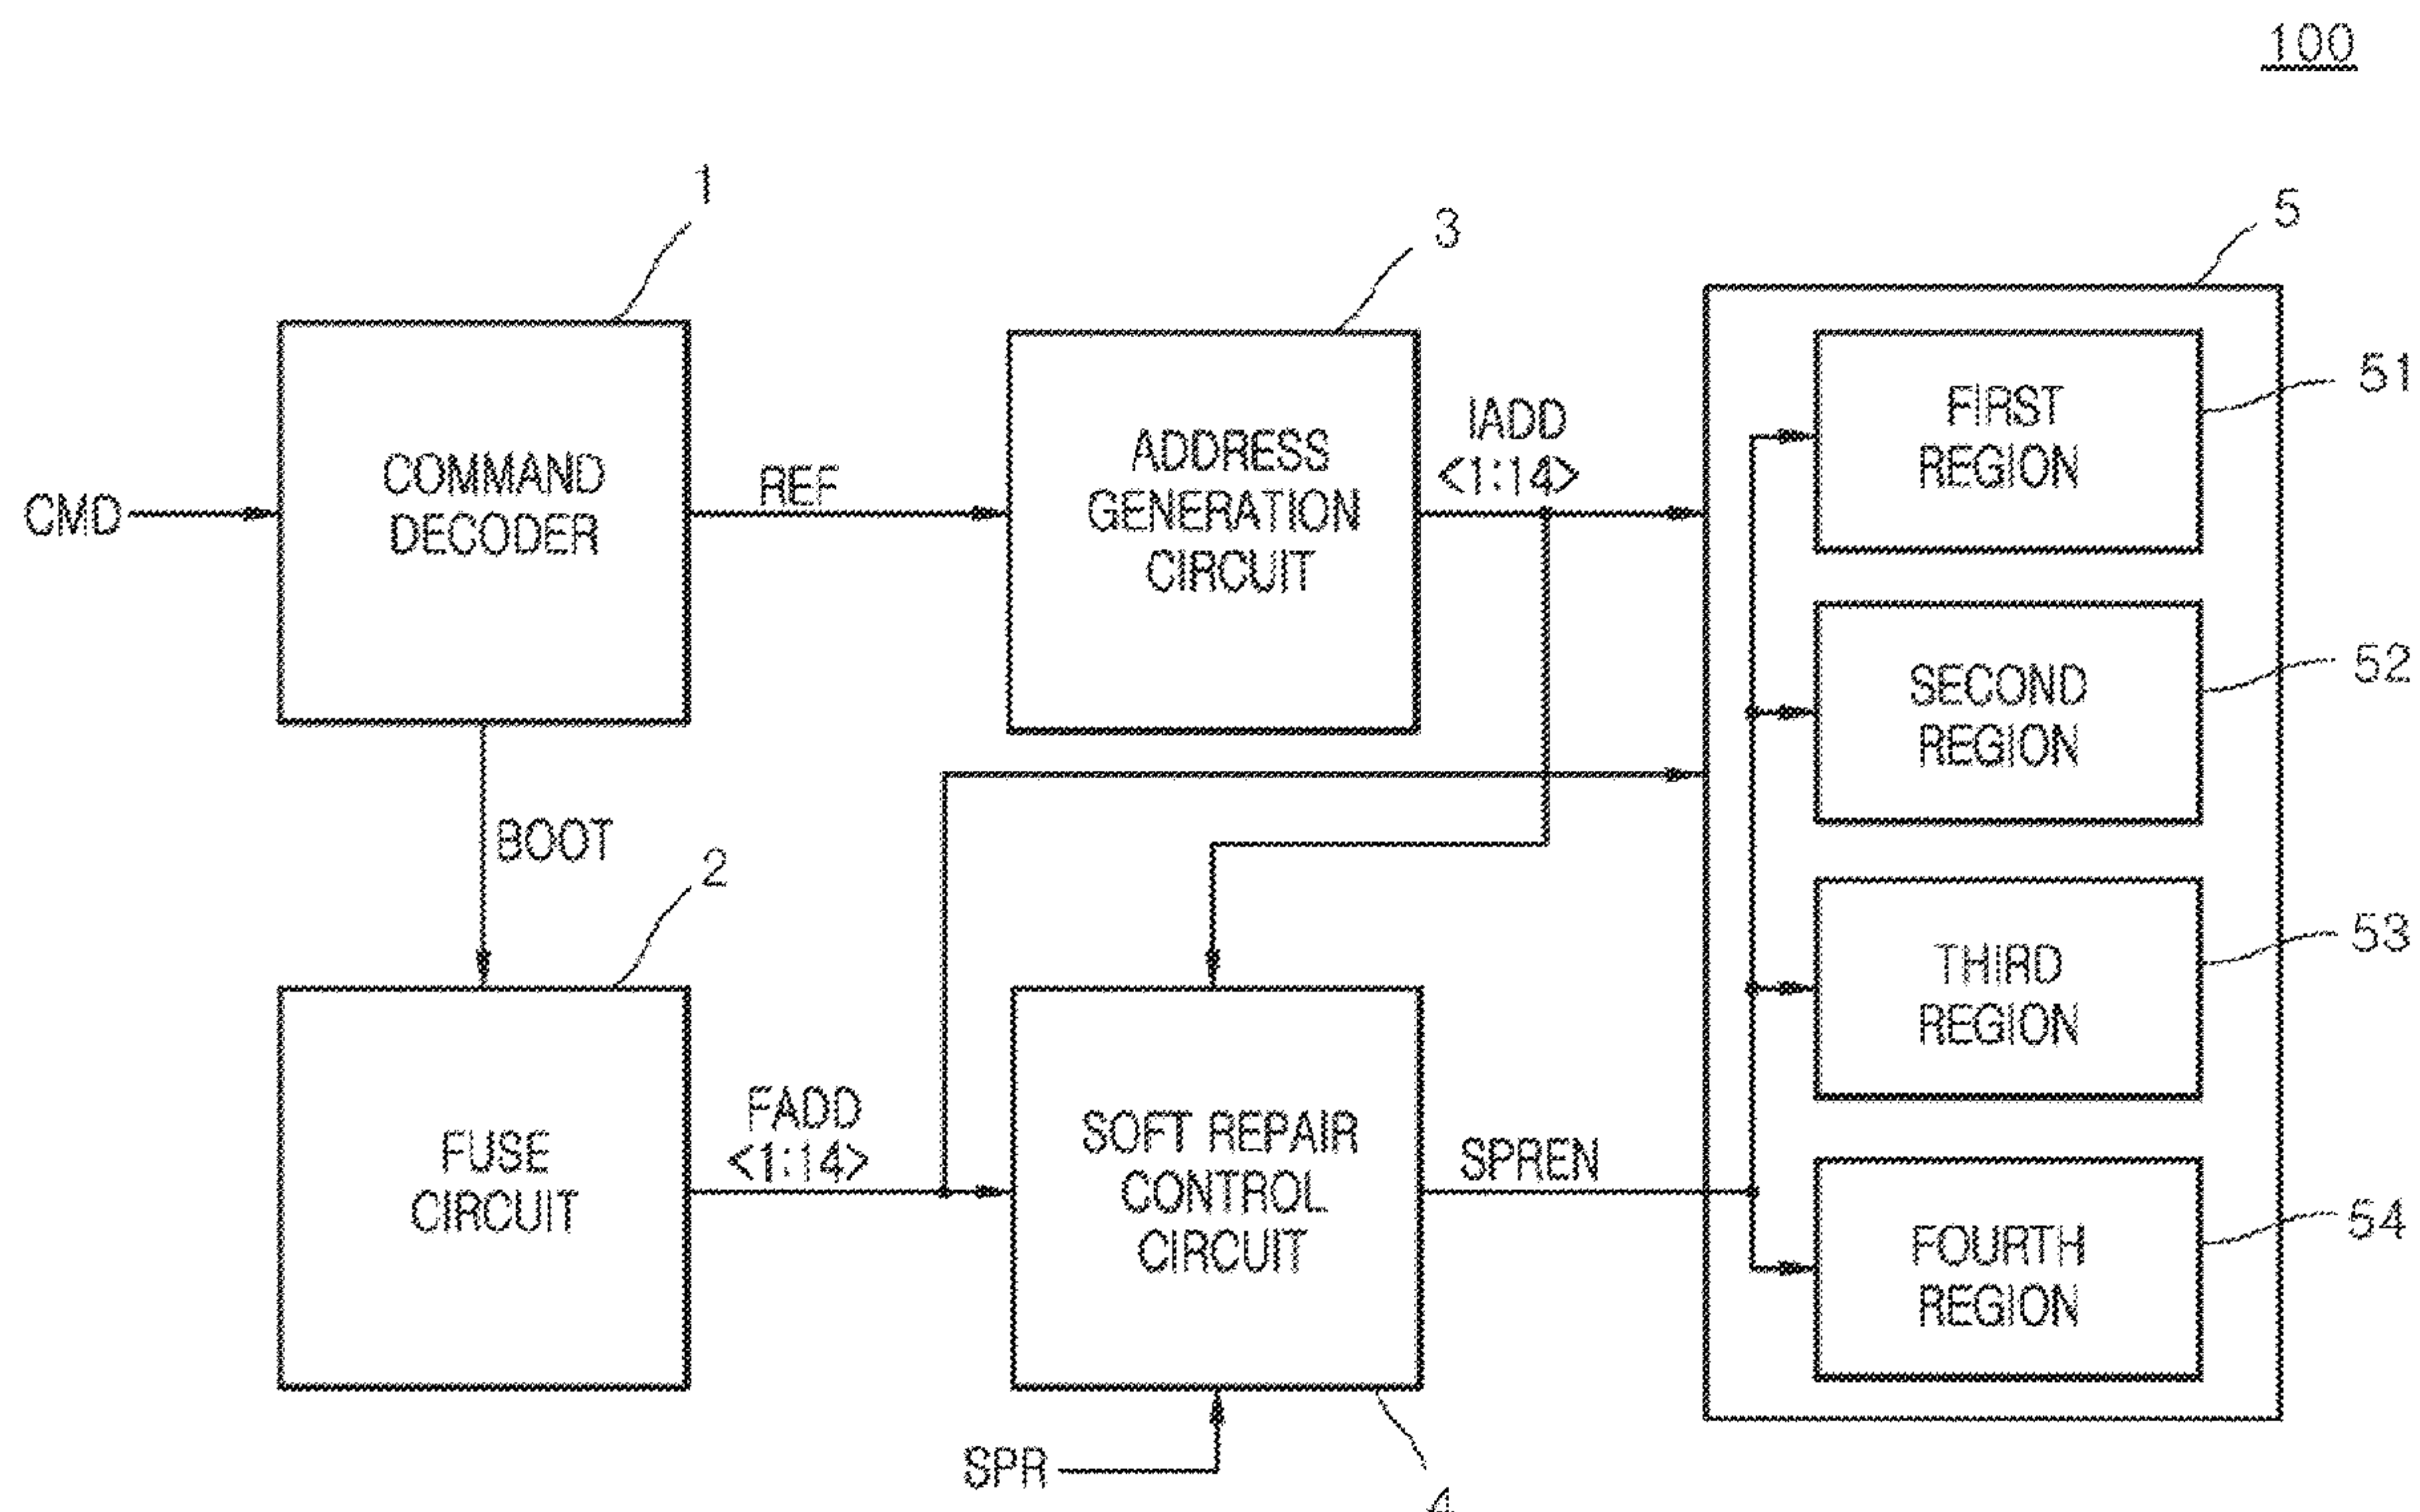 100
1
3
5
COMMAND
DECODER
CMD
REF
ADDRESS
GENERATION
CIRCUIT
IADD
<1:14>
FIRST
REGION
51
SECOND
REGION
52
BOOT
2
THIRD
REGION
53
FUSE
CIRCUIT
FADD
<1:14>
SOFT REPAIR
CONTROL
CIRCUIT
SPREN
FOURTH
REGION
54
SPR
4